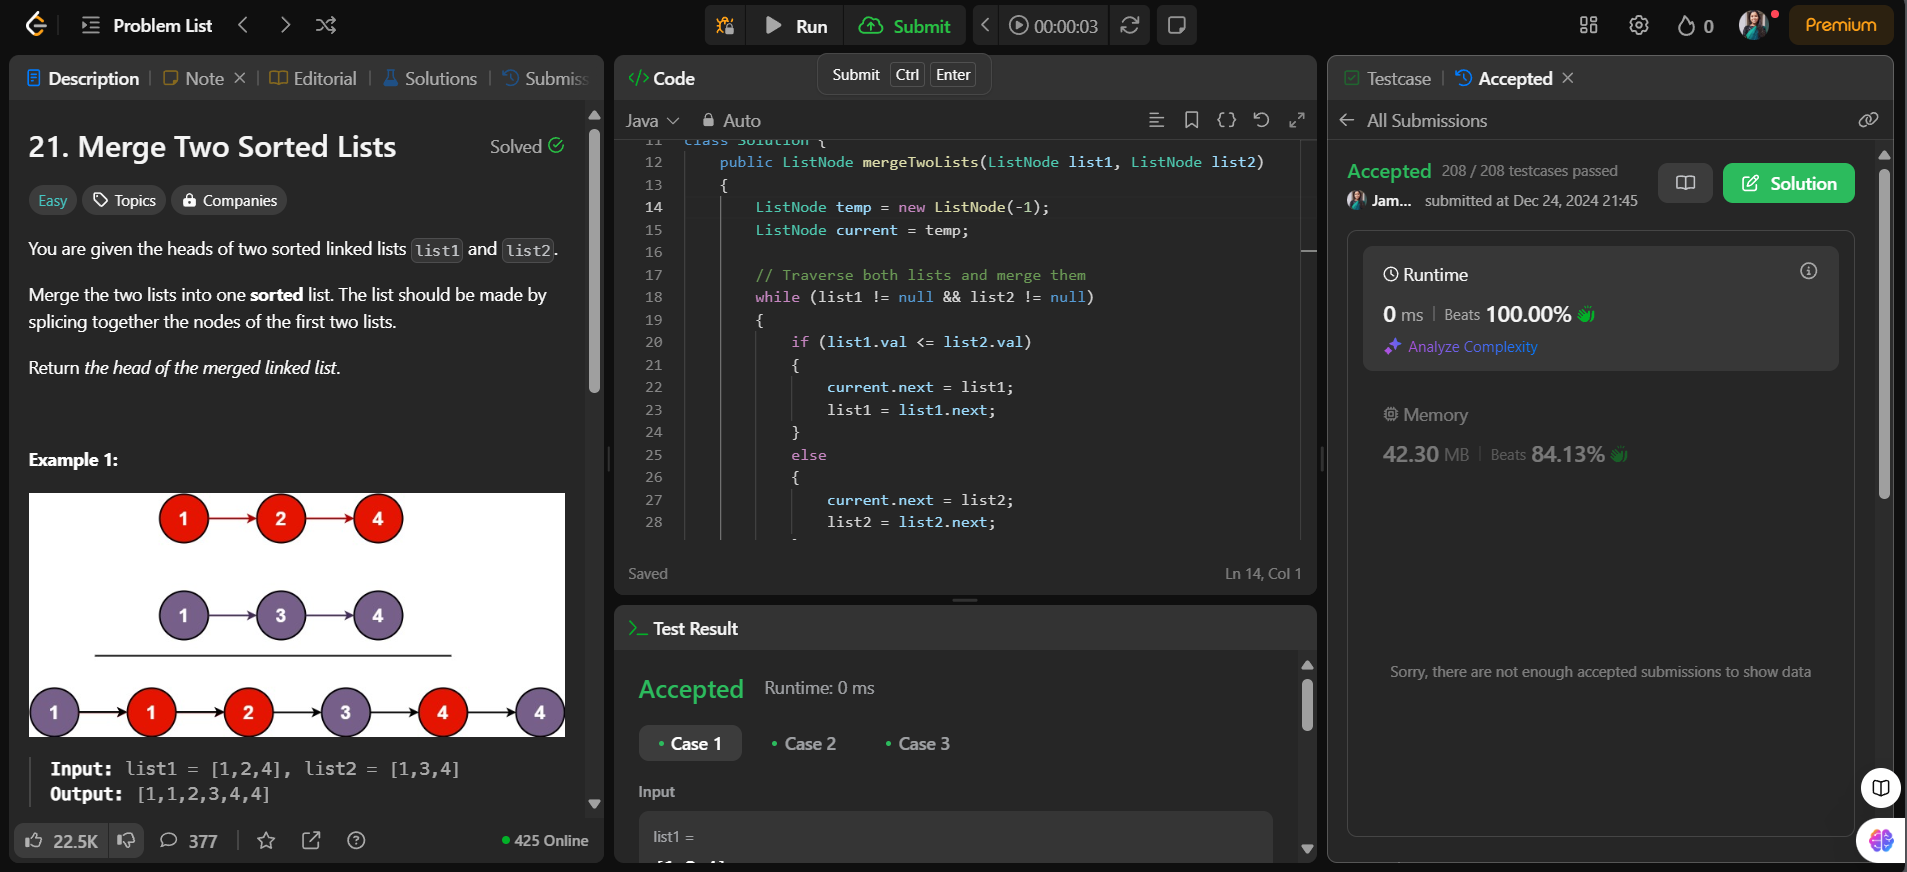 Problem List
Run
Submit
00:00:03
0
Premium
Description
Note
Editorial
Solutions
Submiss
21. Merge Two Sorted Lists
Solved
Easy
Topics
Companies
You are given the heads of two sorted linked lists list1 and list2.
Merge the two lists into one sorted list. The list should be made by
splicing together the nodes of the first two lists.
Return the head of the merged linked list.
Example 1:
1 2 4
1 3 4
1 1 2 3 4 4
Input: list1 = [1,2,4], list2 = [1,3,4]
Output: [1,1,2,3,4,4]
22.5K
377
425 Online
</> Code
Submit Ctrl Enter
Java
Auto
11 class Solution {
12 public ListNode mergeTwoLists(ListNode list1, ListNode list2)
13 {
14 ListNode temp = new ListNode(-1);
15 ListNode current = temp;
16
17 // Traverse both lists and merge them
18 while (list1 != null && list2 != null)
19 {
20 if (list1.val <= list2.val)
21 {
22 current.next = list1;
23 list1 = list1.next;
24 }
25 else
26 {
27 current.next = list2;
28 list2 = list2.next;
Saved
Ln 14, Col 1
Test Result
Accepted Runtime: 0 ms
Case 1
Case 2
Case 3
Input
list1 =
Testcase
Accepted
All Submissions
Accepted 208 / 208 testcases passed
Jam... submitted at Dec 24, 2024 21:45
Solution
Runtime
0 ms | Beats 100.00%
Analyze Complexity
Memory
42.30 MB | Beats 84.13%
Sorry, there are not enough accepted submissions to show data